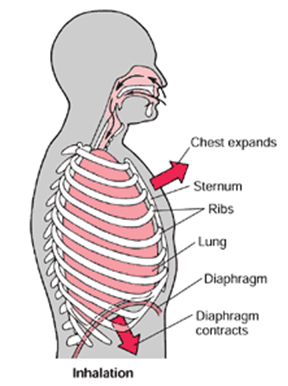 Chest expands
Sternum
Ribs
Lung
Diaphragm
Diaphragm
contracts
Inhalation